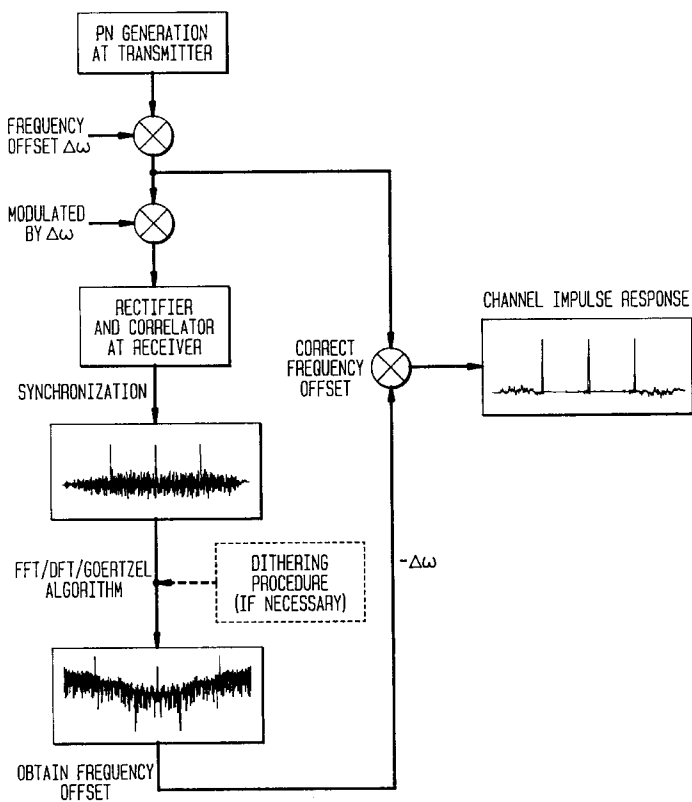 PN GENERATION
AT TRANSMITTER
FREQUENCY
OFFSET Δω
MODULATED
BY Δω
RECTIFIER
AND CORRELATOR
AT RECEIVER
SYNCHRONIZATION
CORRECT
FREQUENCY
OFFSET
CHANNEL IMPULSE RESPONSE
FFT/DFT/GOERTZEL
ALGORITHM
DITHERING
PROCEDURE
(IF NECESSARY)
-Δω
OBTAIN FREQUENCY
OFFSET